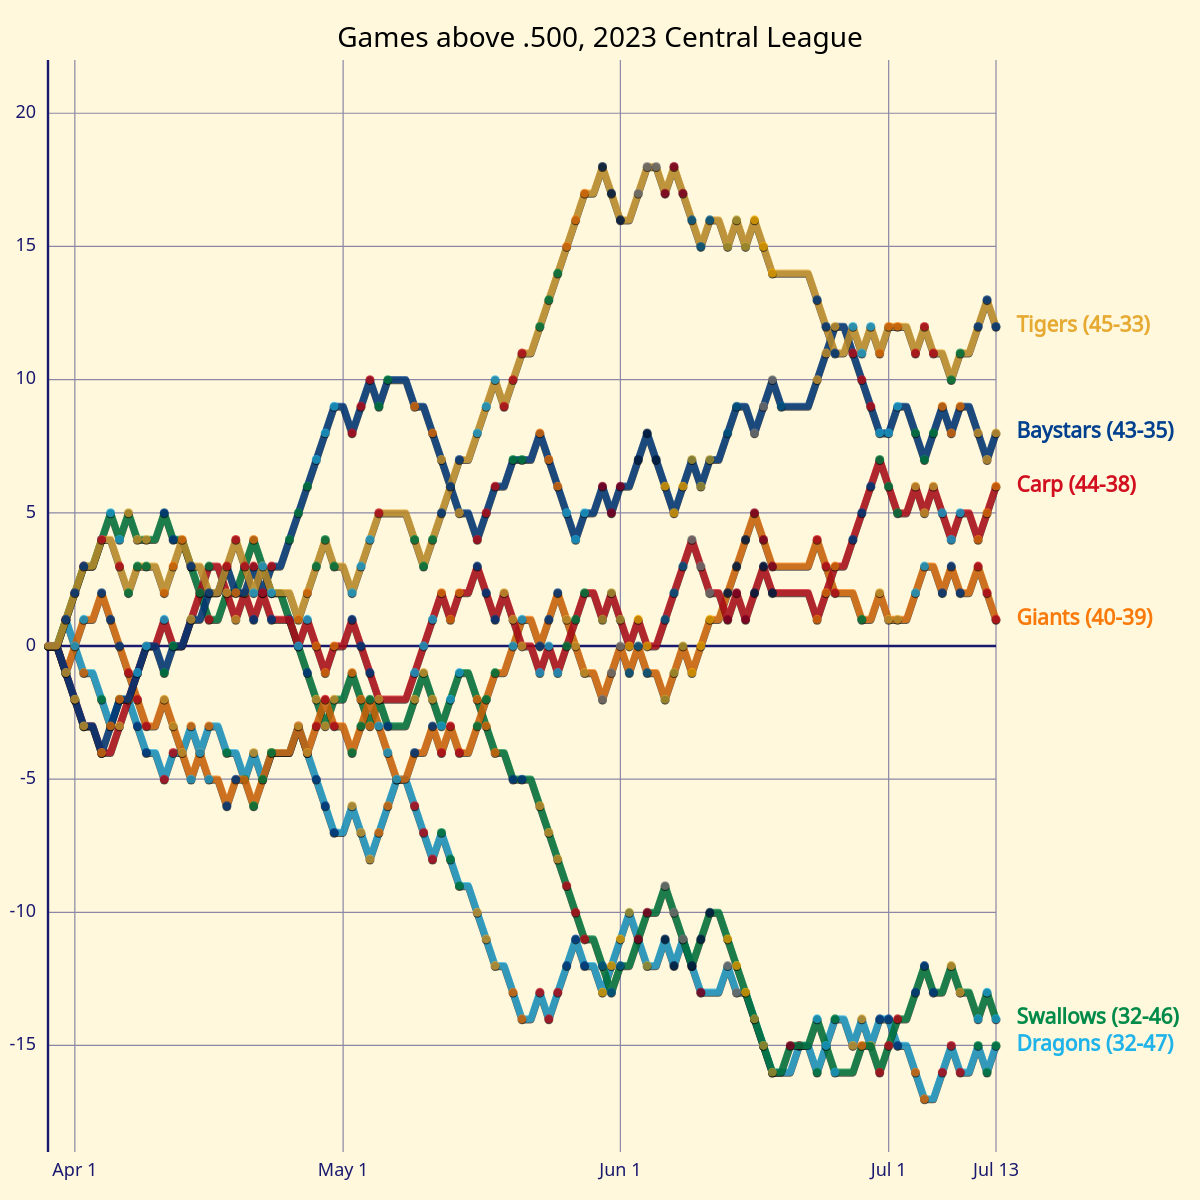 Games above .500, 2023 Central League
20
15
10
5
0
-5
-10
-15
Tigers (45-33)
Baystars (43-35)
Carp (44-38)
Giants (40-39)
Swallows (32-46)
Dragons (32-47)
Apr 1
May 1
Jun 1
Jul 1
Jul 13